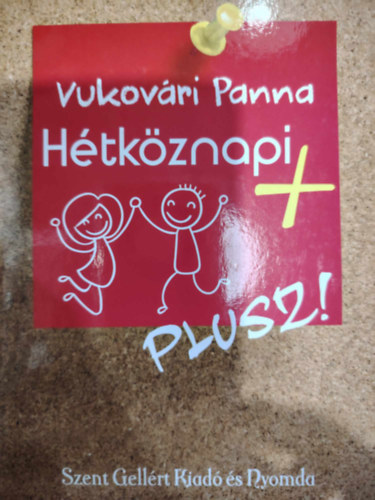 Vukovári Panna
Hétköznapi
+
PLUSZ!
Szent Gellért Kiadó és Nyomda